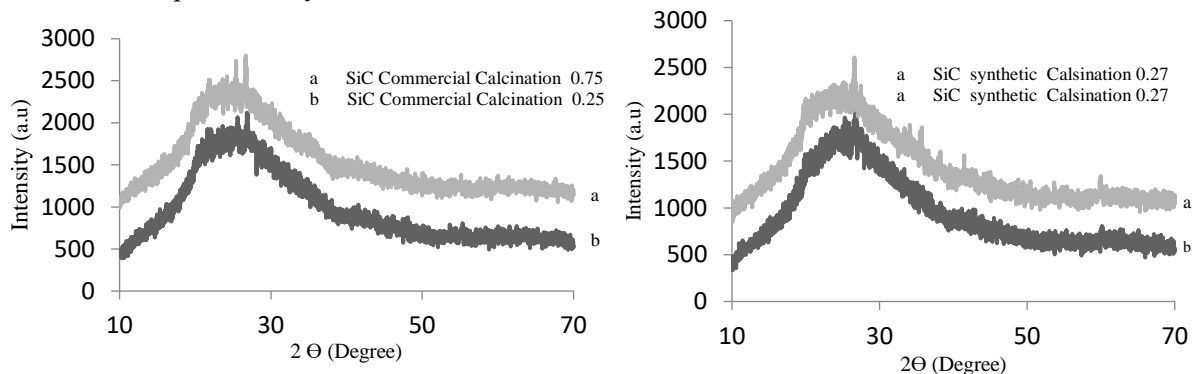 3000
2500
2000
1500
1000
500
0
Intensity (a.u)
a SiC Commercial Calcination 0.75
b SiC Commercial Calcination 0.25
a
b
10 30 50 70
2 Ɵ (Degree)
3000
2500
2000
1500
1000
500
0
Intensity (a.u)
a SiC synthetic Calsination 0.27
a SiC synthetic Calsination 0.27
a
b
10 30 50 70
2Ɵ (Degree)